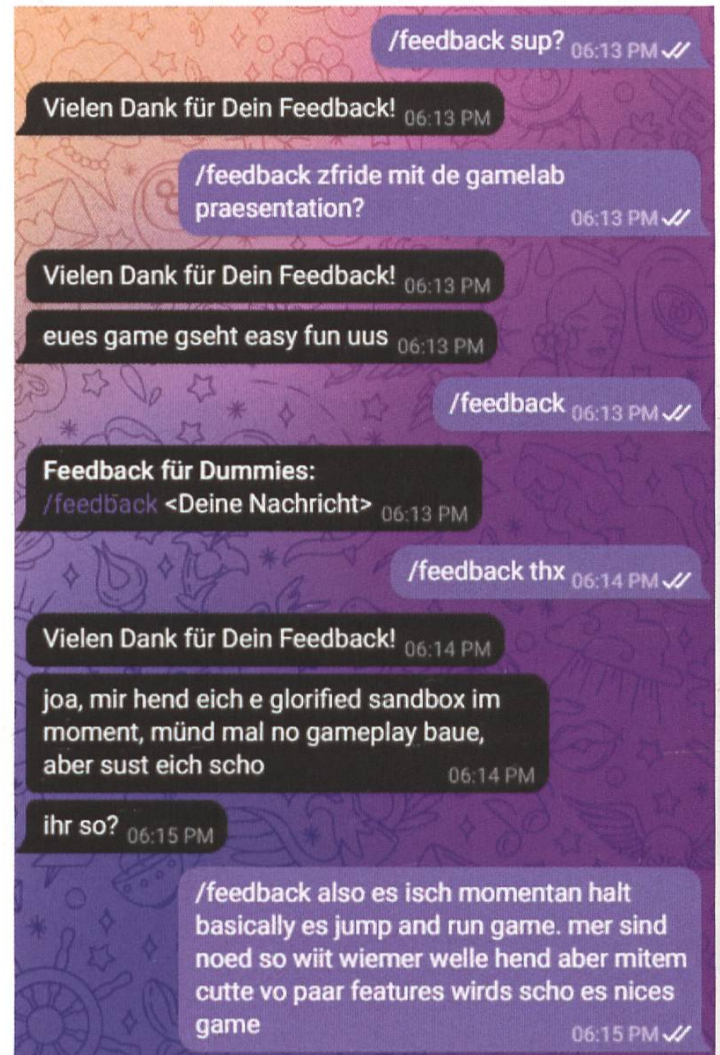 /feedback sup? 06:13 PM
Vielen Dank für Dein Feedback! 06:13 PM
/feedback zfride mit de gamelab
praesentation? 06:13 PM
Vielen Dank für Dein Feedback! 06:13 PM
eues game gseht easy fun uus 06:13 PM
/feedback 06:13 PM
Feedback für Dummies:
/feedback <Deine Nachricht> 06:13 PM
/feedback thx 06:14 PM
Vielen Dank für Dein Feedback! 06:14 PM
joa, mir hend eich e glorified sandbox im
moment, münd mal no gameplay baue,
aber sust eich scho 06:14 PM
ihr so? 06:15 PM
/feedback also es isch momentan halt
basically es jump and run game. mer sind
noed so wiit wiemer welle hend aber mitem
cutte vo paar features wirds scho es nices
game 06:15 PM